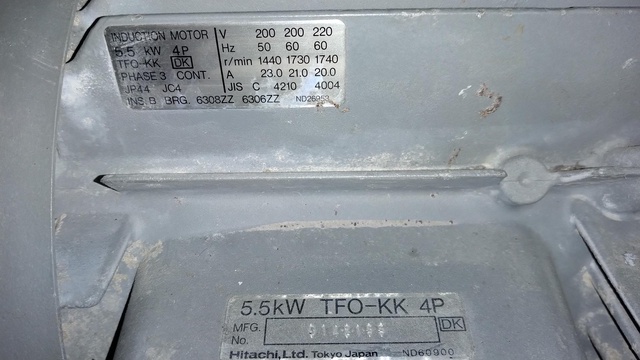 INDUCTION MOTOR V 200 200 220
5.5 kW 4P Hz 50 60 60
TFO-KK DK r/min 1440 1730 1740
PHASE 3 CONT. A 23.0 21.0 20.0
JP44 JC4 JIS C 4210 4004
INS.B BRG. 6308ZZ 6306ZZ ND26953
5.5kW TFO-KK 4P
MFG. No. DK
Hitachi,Ltd. Tokyo Japan ND60900